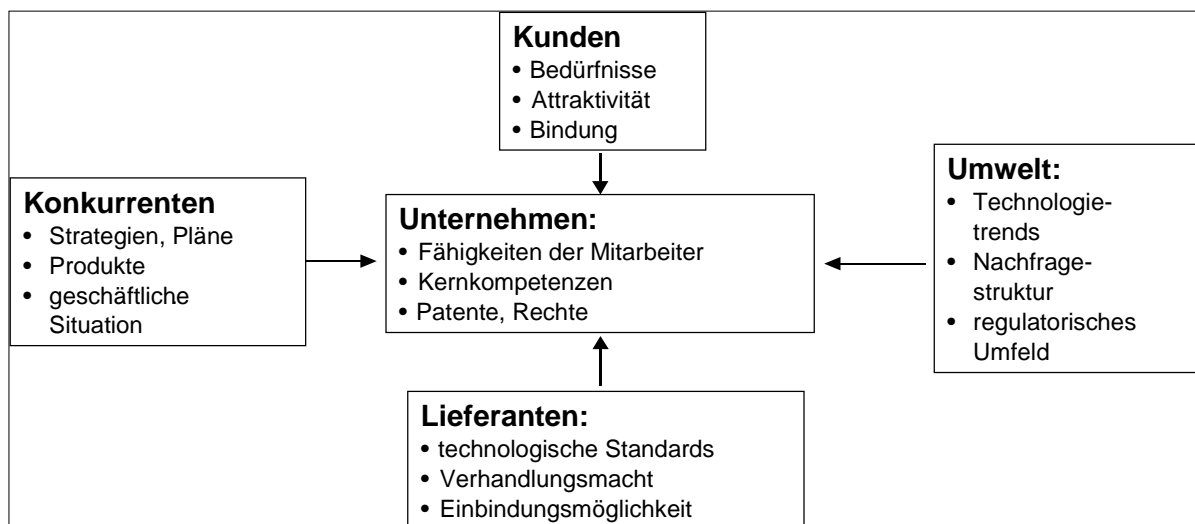 Kunden
• Bedürfnisse
• Attraktivität
• Bindung
Konkurrenten
• Strategien, Pläne
• Produkte
• geschäftliche
Situation
Unternehmen:
• Fähigkeiten der Mitarbeiter
• Kernkompetenzen
• Patente, Rechte
Umwelt:
• Technologie-
trends
• Nachfrage-
struktur
• regulatorisches
Umfeld
Lieferanten:
• technologische Standards
• Verhandlungsmacht
• Einbindungsmöglichkeit